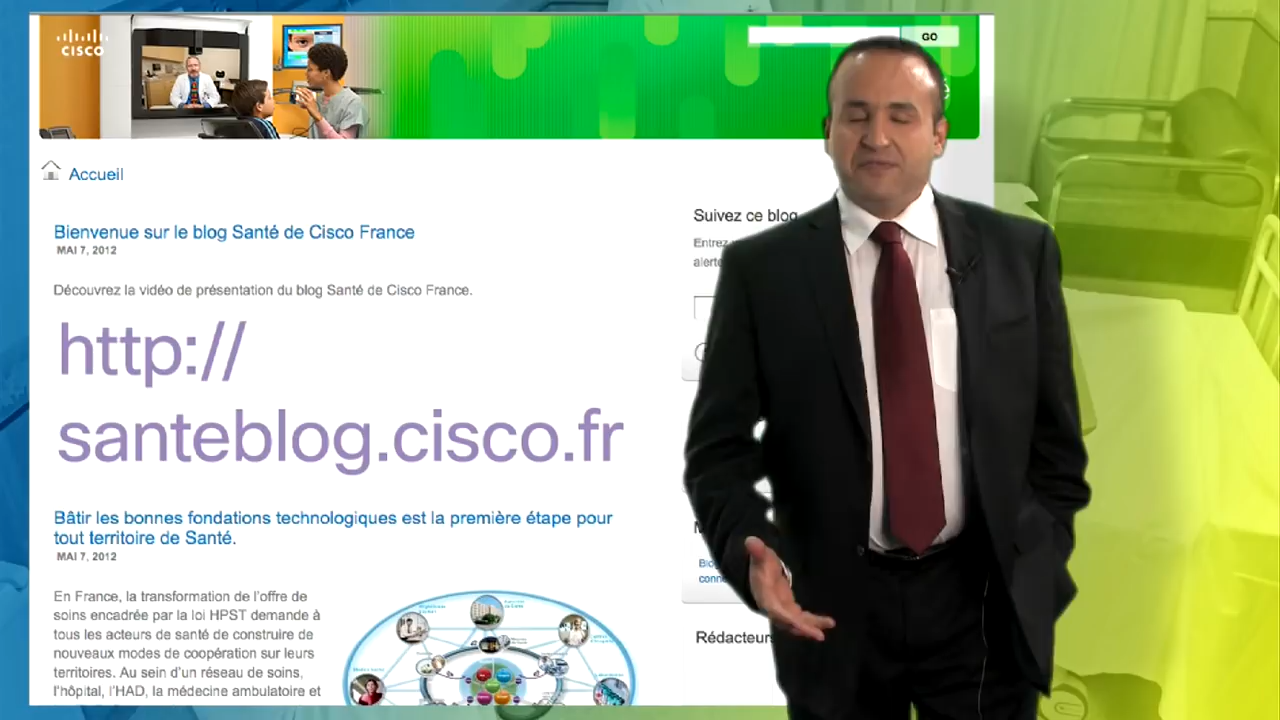 CISCO
GO
Accueil
Bienvenue sur le blog Santé de Cisco France
MAI 7, 2012
Découvrez la vidéo de présentation du blog Santé de Cisco France.
http://
santeblog.cisco.fr
Bâtir les bonnes fondations technologiques est la première étape pour
tout territoire de Santé.
MAI 7, 2012
En France, la transformation de l'offre de
soins encadrée par la loi HPST demande à
tous les acteurs de santé de construire de
nouveaux modes de coopération sur leurs
territoires. Au sein d'un réseau de soins,
l'hôpital, l'HAD, la médecine ambulatoire et
Suivez ce blog
Rédacteurs